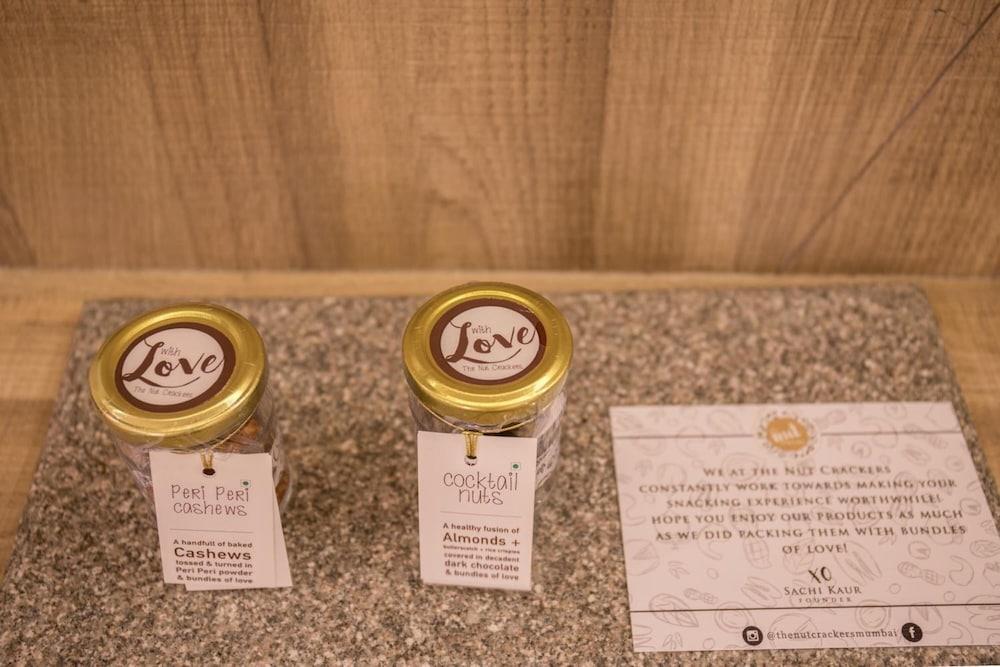 with
Love
The Nut Crackers
with
Love
The Nut Crackers
Peri Peri
cashews
A handfull of baked
Cashews
tossed & turned in
Peri Peri powder
& bundles of love
cocktail
nuts
A healthy fusion of
Almonds +
butterscotch + rice crispies
covered in decadent
dark chocolate
& bundles of love
nut
WE AT THE NUT CRACKERS
CONSTANTLY WORK TOWARDS MAKING YOUR
SNACKING EXPERIENCE WORTHWHILE!
HOPE YOU ENJOY OUR PRODUCTS AS MUCH
AS WE DID PACKING THEM WITH BUNDLES
OF LOVE!
XO
SACHI KAUR
FOUNDER
@thenutcrackersmumbai